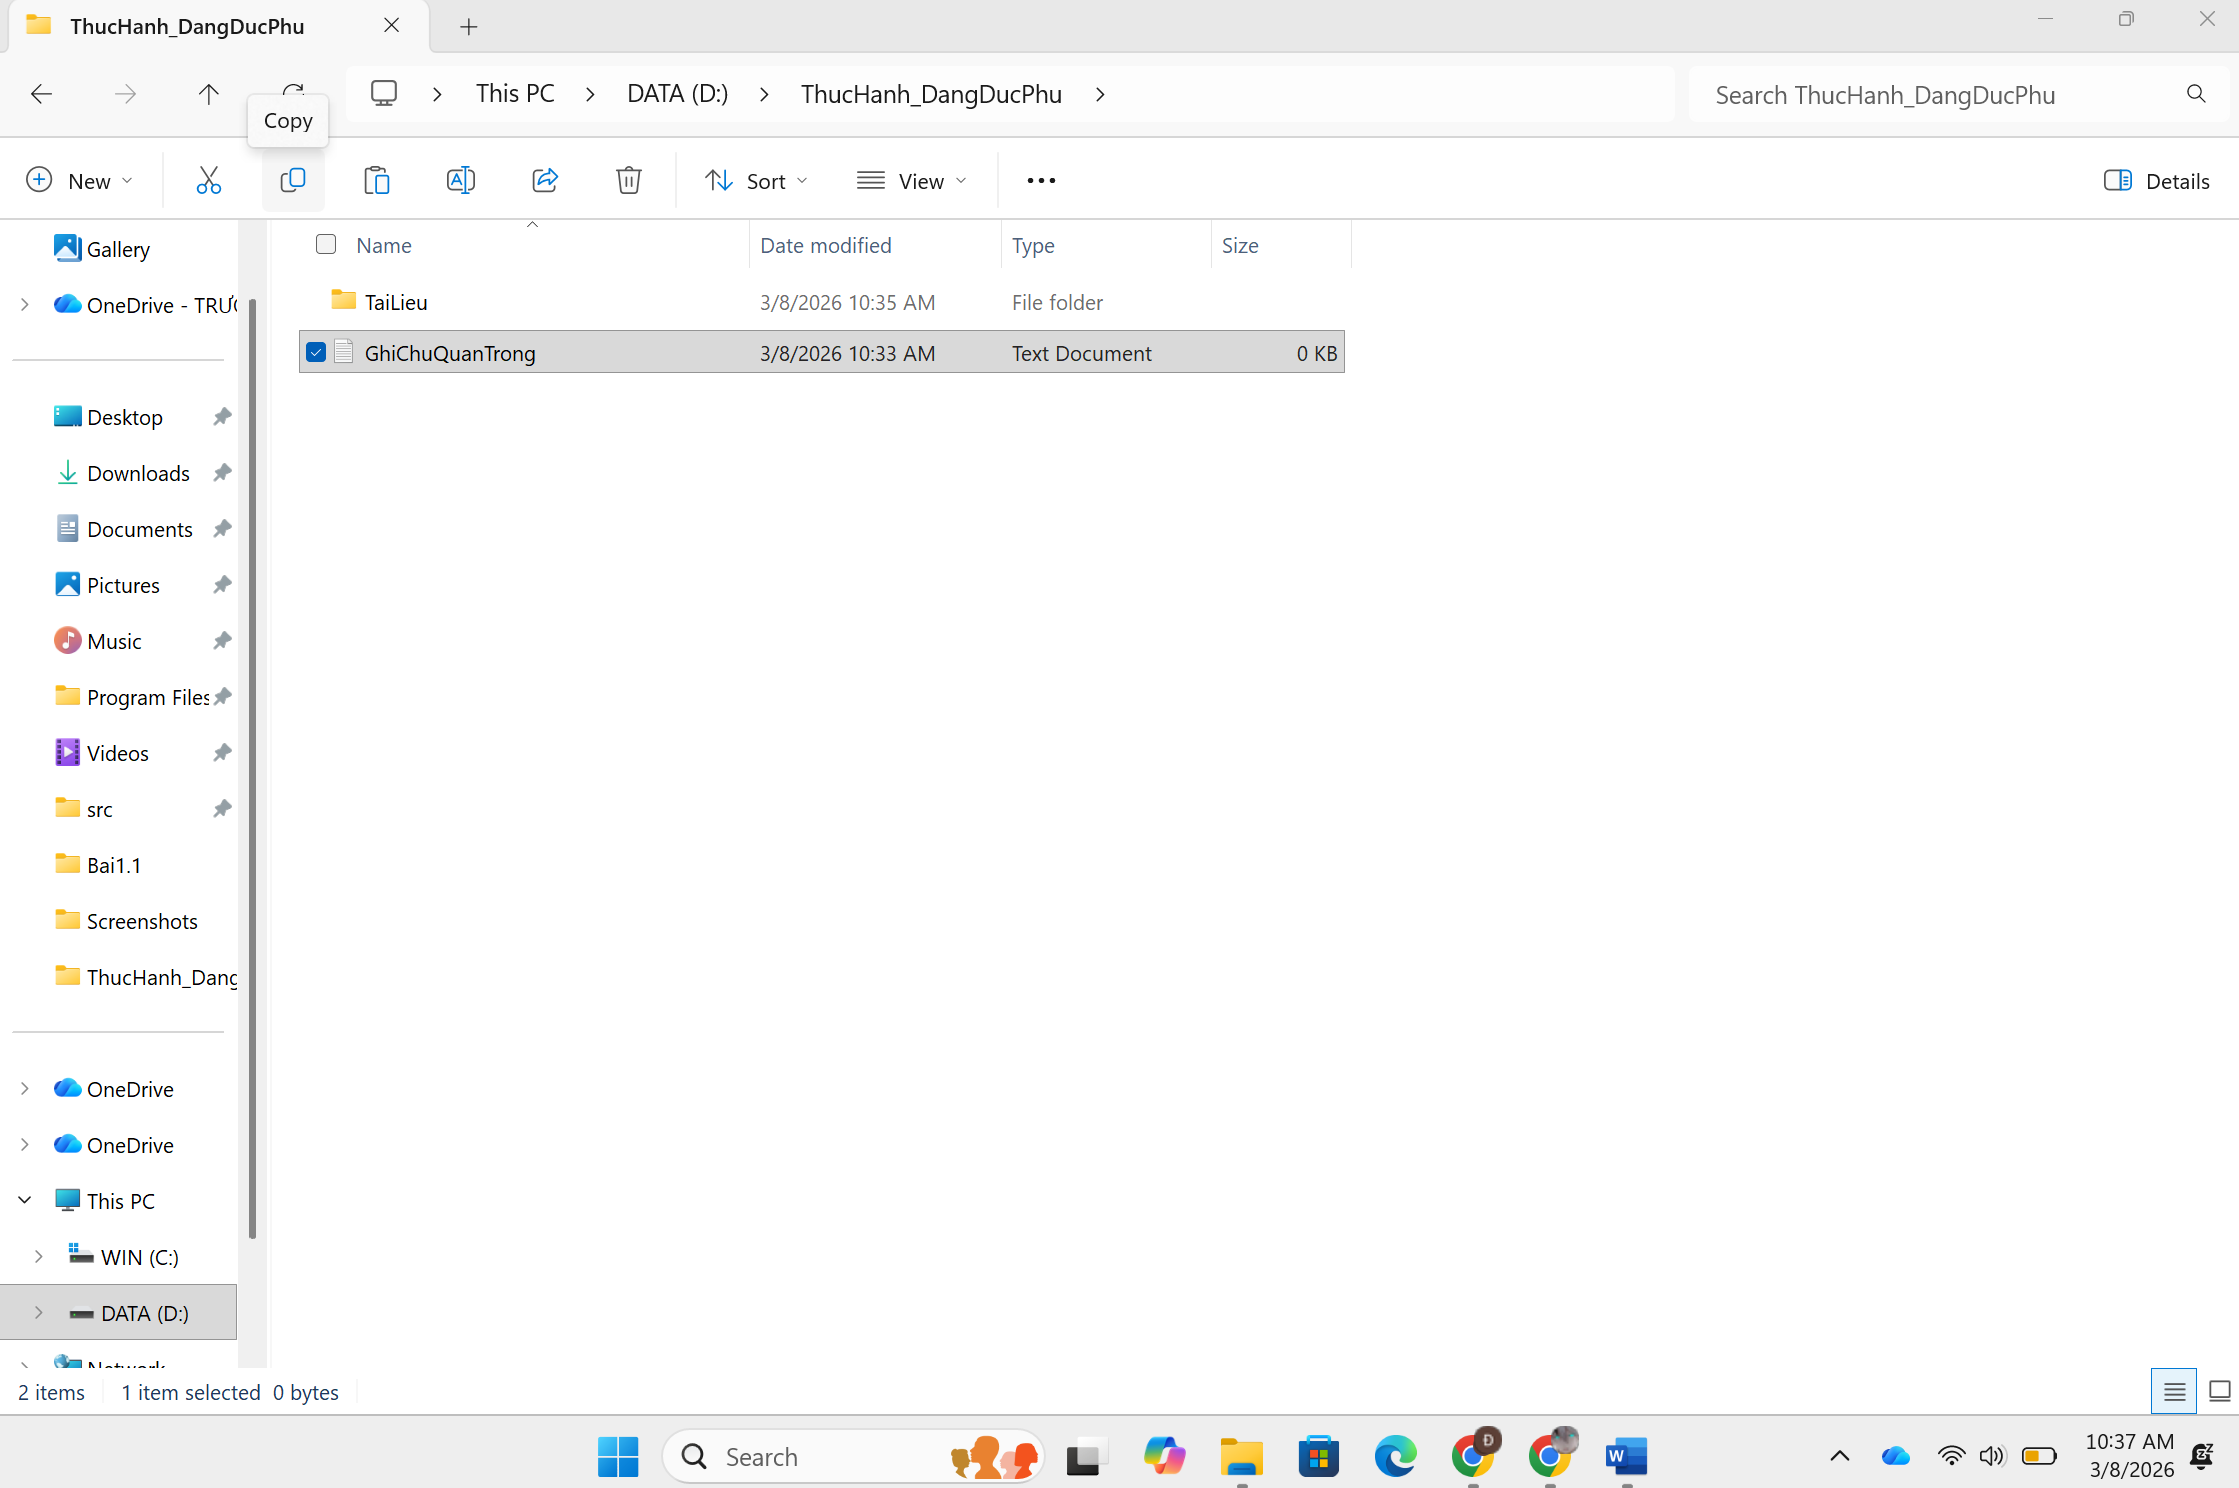 ThucHanh_DangDucPhu
This PC
DATA (D:)
ThucHanh_DangDucPhu
Search ThucHanh_DangDucPhu
Copy
New
Sort
View
Details
Gallery
OneDrive - TRƯ
Desktop
Downloads
Documents
Pictures
Music
Program Files
Videos
src
Bai1.1
Screenshots
ThucHanh_Dang
OneDrive
OneDrive
This PC
WIN (C:)
DATA (D:)
Network
Name Date modified Type Size
TaiLieu 3/8/2026 10:35 AM File folder
GhiChuQuanTrong 3/8/2026 10:33 AM Text Document 0 KB
2 items 1 item selected 0 bytes
Search
Đ
W
10:37 AM
3/8/2026